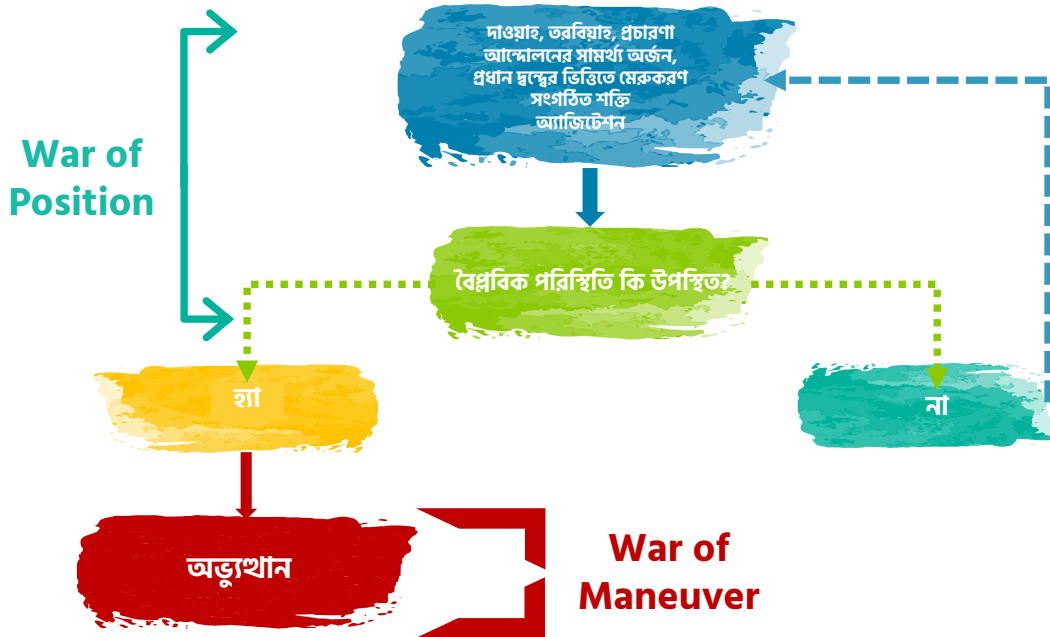 দাওয়াহ, তরবিয়াহ, প্রচারণা
আন্দোলনের সামর্থ্য অর্জন,
প্রধান দ্বন্দ্বের ভিত্তিতে মেরুকরণ
সংগঠিত শক্তি
অ্যাজিটেশন
War of
Position
বৈপ্লবিক পরিস্থিতি কি উপস্থিত?
হ্যা
না
অভ্যুত্থান
War of
Maneuver